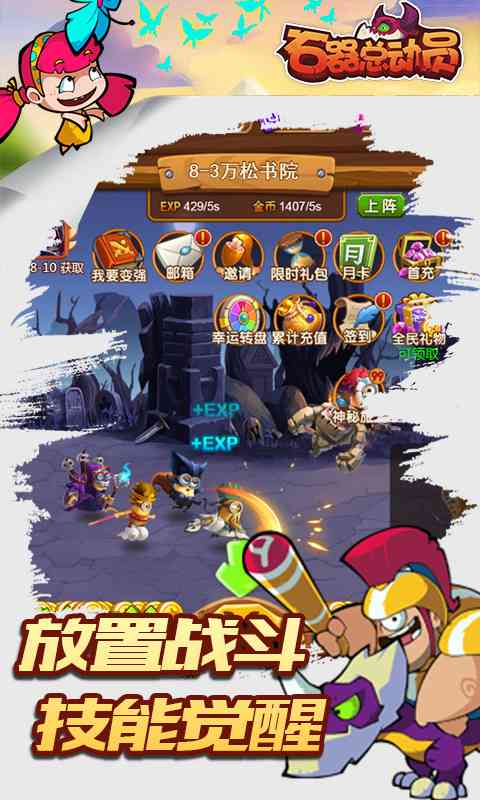 石器总动员
8-3万松书院
EXP 429/5s 金币 1407/5s
上阵
8-10 获取
我要变强 邮箱 邀请 限时礼包 月卡 首充
月
幸运转盘 累计充值 签到 全民礼物
可领取
99
神秘
+EXP
+EXP
放置战斗
技能觉醒